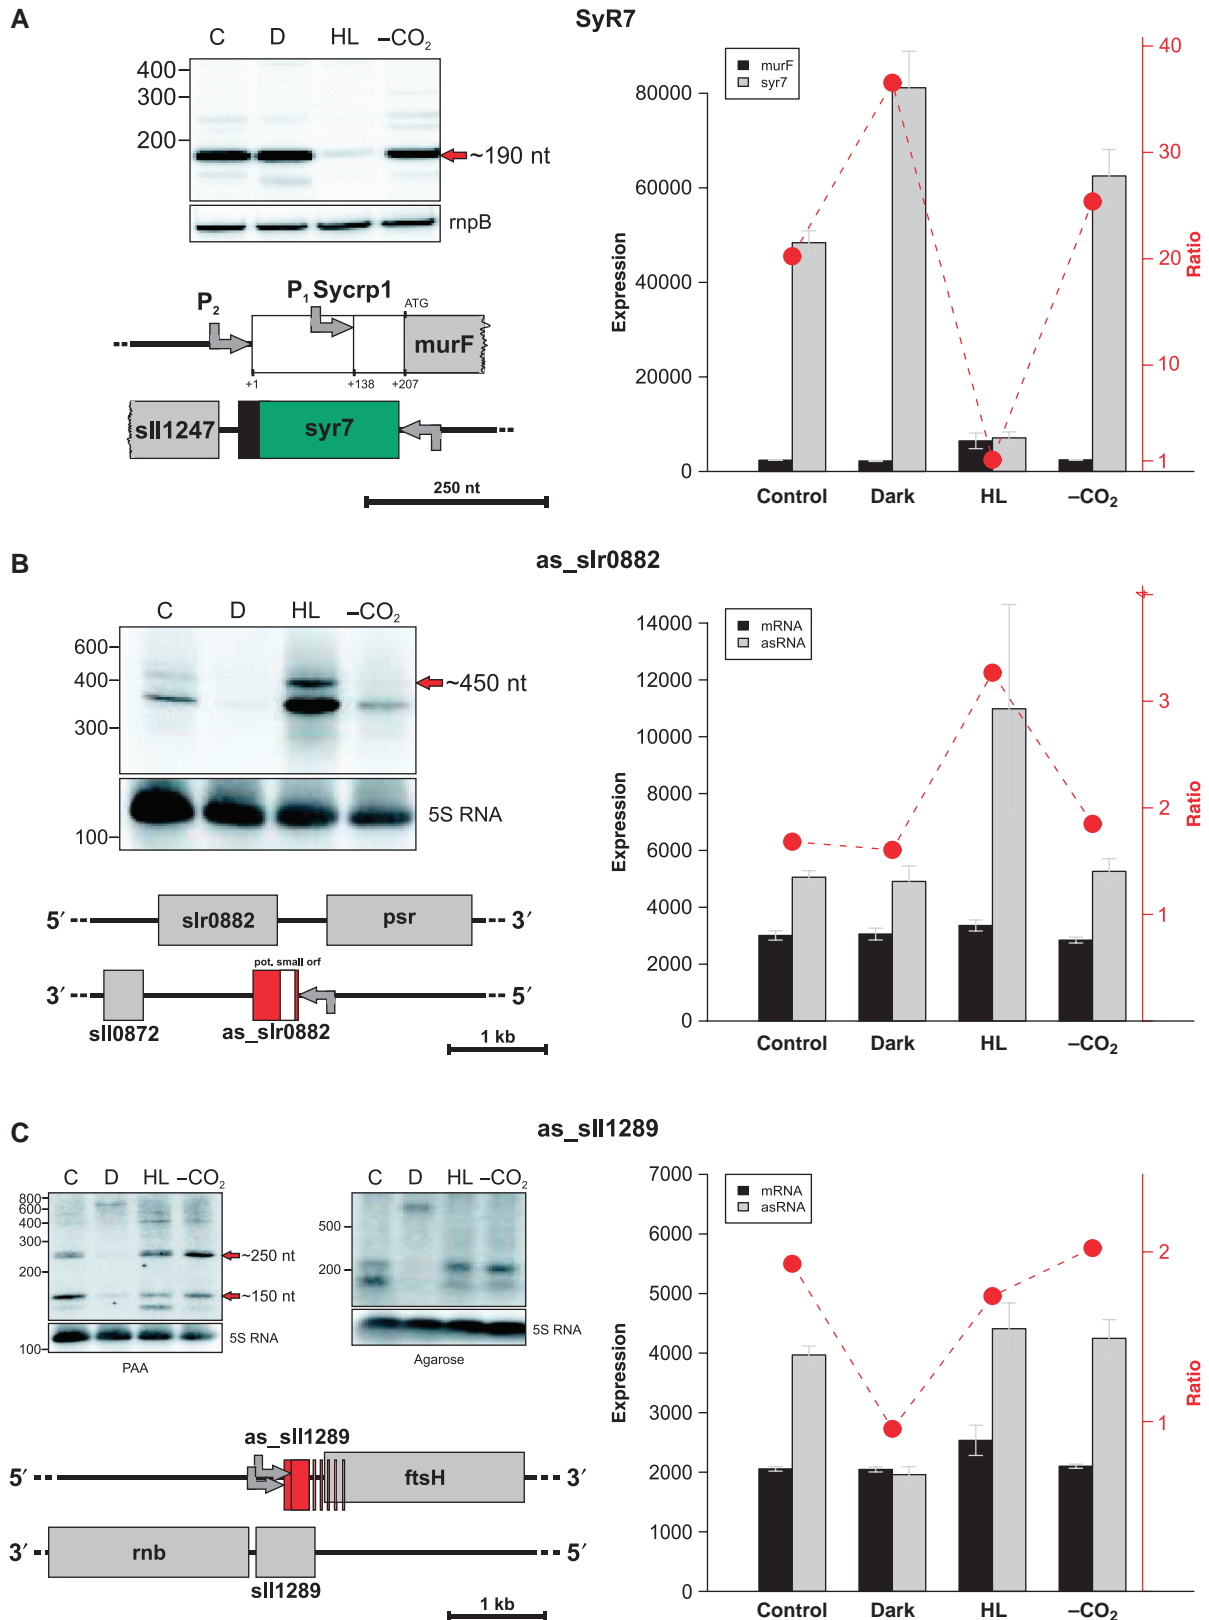 A
SyR7
C D HL –CO2
400
300
200
~190 nt
rnpB
P2
P1 Sycrp1
ATG
murF
+1
+138
+207
sll1247
syr7
250 nt
murF
syr7
Expression
80000
60000
40000
20000
0
Control Dark HL –CO2
40
30
20
10
1
Ratio
B
as_slr0882
C D HL –CO2
600
400
300
100
~450 nt
5S RNA
5′
slr0882
psr
3′
pot. small orf
3′
5′
sll0872
as_slr0882
1 kb
mRNA
asRNA
Expression
14000
12000
10000
8000
6000
4000
2000
0
Control Dark HL –CO2
3
2
1
Ratio
C
as_sll1289
C D HL –CO2
800
600
400
300
200
100
~250 nt
~150 nt
5S RNA
PAA
C D HL –CO2
500
200
5S RNA
Agarose
as_sll1289
5′
ftsH
3′
3′
rnb
5′
sll1289
1 kb
mRNA
asRNA
Expression
7000
6000
5000
4000
3000
2000
1000
0
Control Dark HL –CO2
2
1
Ratio